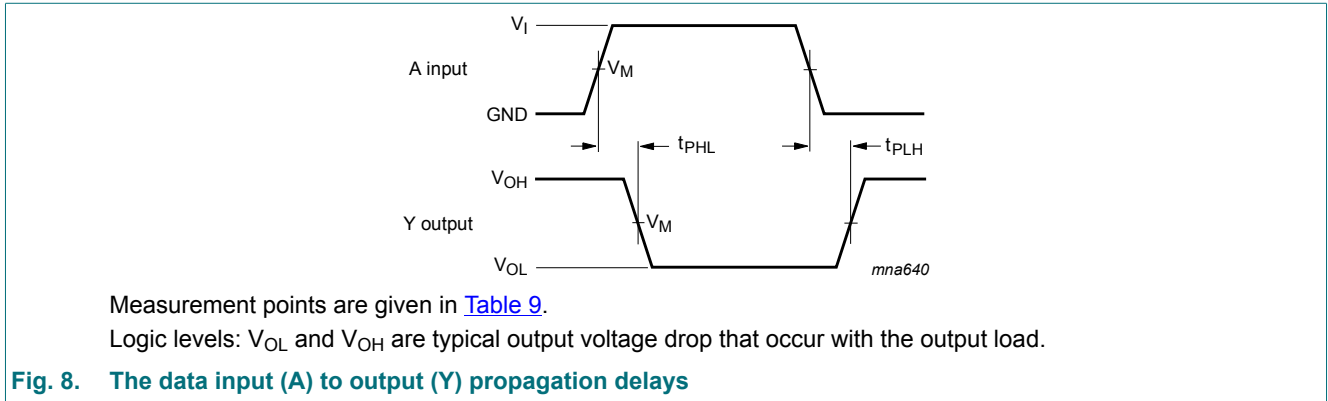 V_I
A input
V_M
GND
t_PHL
t_PLH
V_OH
Y output
V_M
V_OL
mna640
Measurement points are given in Table 9.
Logic levels: V_OL and V_OH are typical output voltage drop that occur with the output load.
Fig. 8. The data input (A) to output (Y) propagation delays